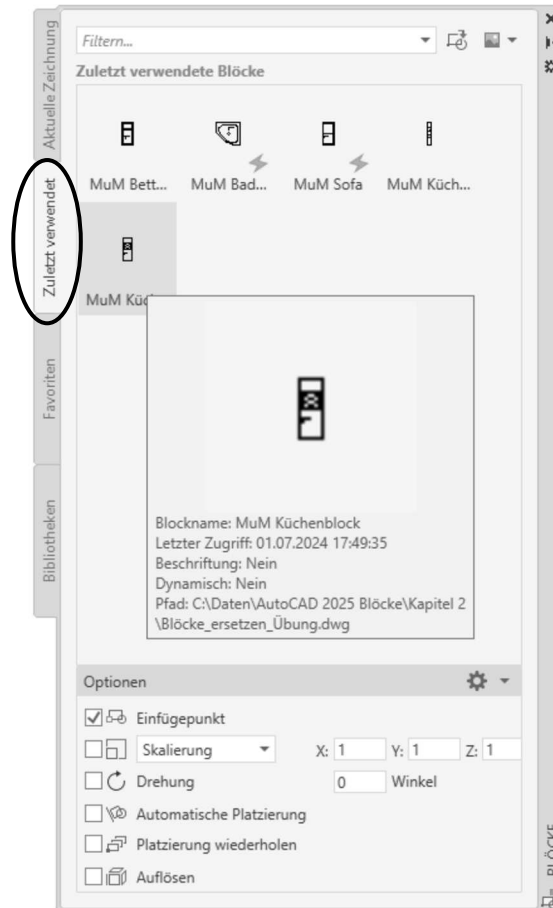 Aktuelle Zeichnung
Zuletzt verwendet
Favoriten
Bibliotheken
Filtern...
Zuletzt verwendete Blöcke
MuM Bett... MuM Bad... MuM Sofa MuM Küch...
MuM Küc
Blockname: MuM Küchenblock
Letzter Zugriff: 01.07.2024 17:49:35
Beschriftung: Nein
Dynamisch: Nein
Pfad: C:\Daten\AutoCAD 2025 Blöcke\Kapitel 2
\Blöcke_ersetzen_Übung.dwg
Optionen
Einfügepunkt
Skalierung X: 1 Y: 1 Z: 1
Drehung 0 Winkel
Automatische Platzierung
Platzierung wiederholen
Auflösen
BLÖCKE